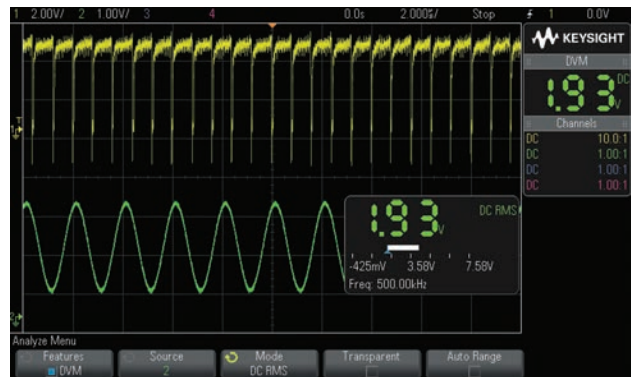 1 2.00V/ 2 1.00V/ 3 4 0.0s 2.000%/ Stop 1 0.0V
KEYSIGHT
DVM
1.93 V DC
Channels
DC 10.0:1
DC 1.00:1
DC 1.00:1
DC 1.00:1
T
1
1.93 V DC RMS
-425mV 3.58V 7.58V
Freq: 500.00kHz
2
Analyze Menu
Features Source Mode Transparent Auto Range
DVM 2 DC RMS